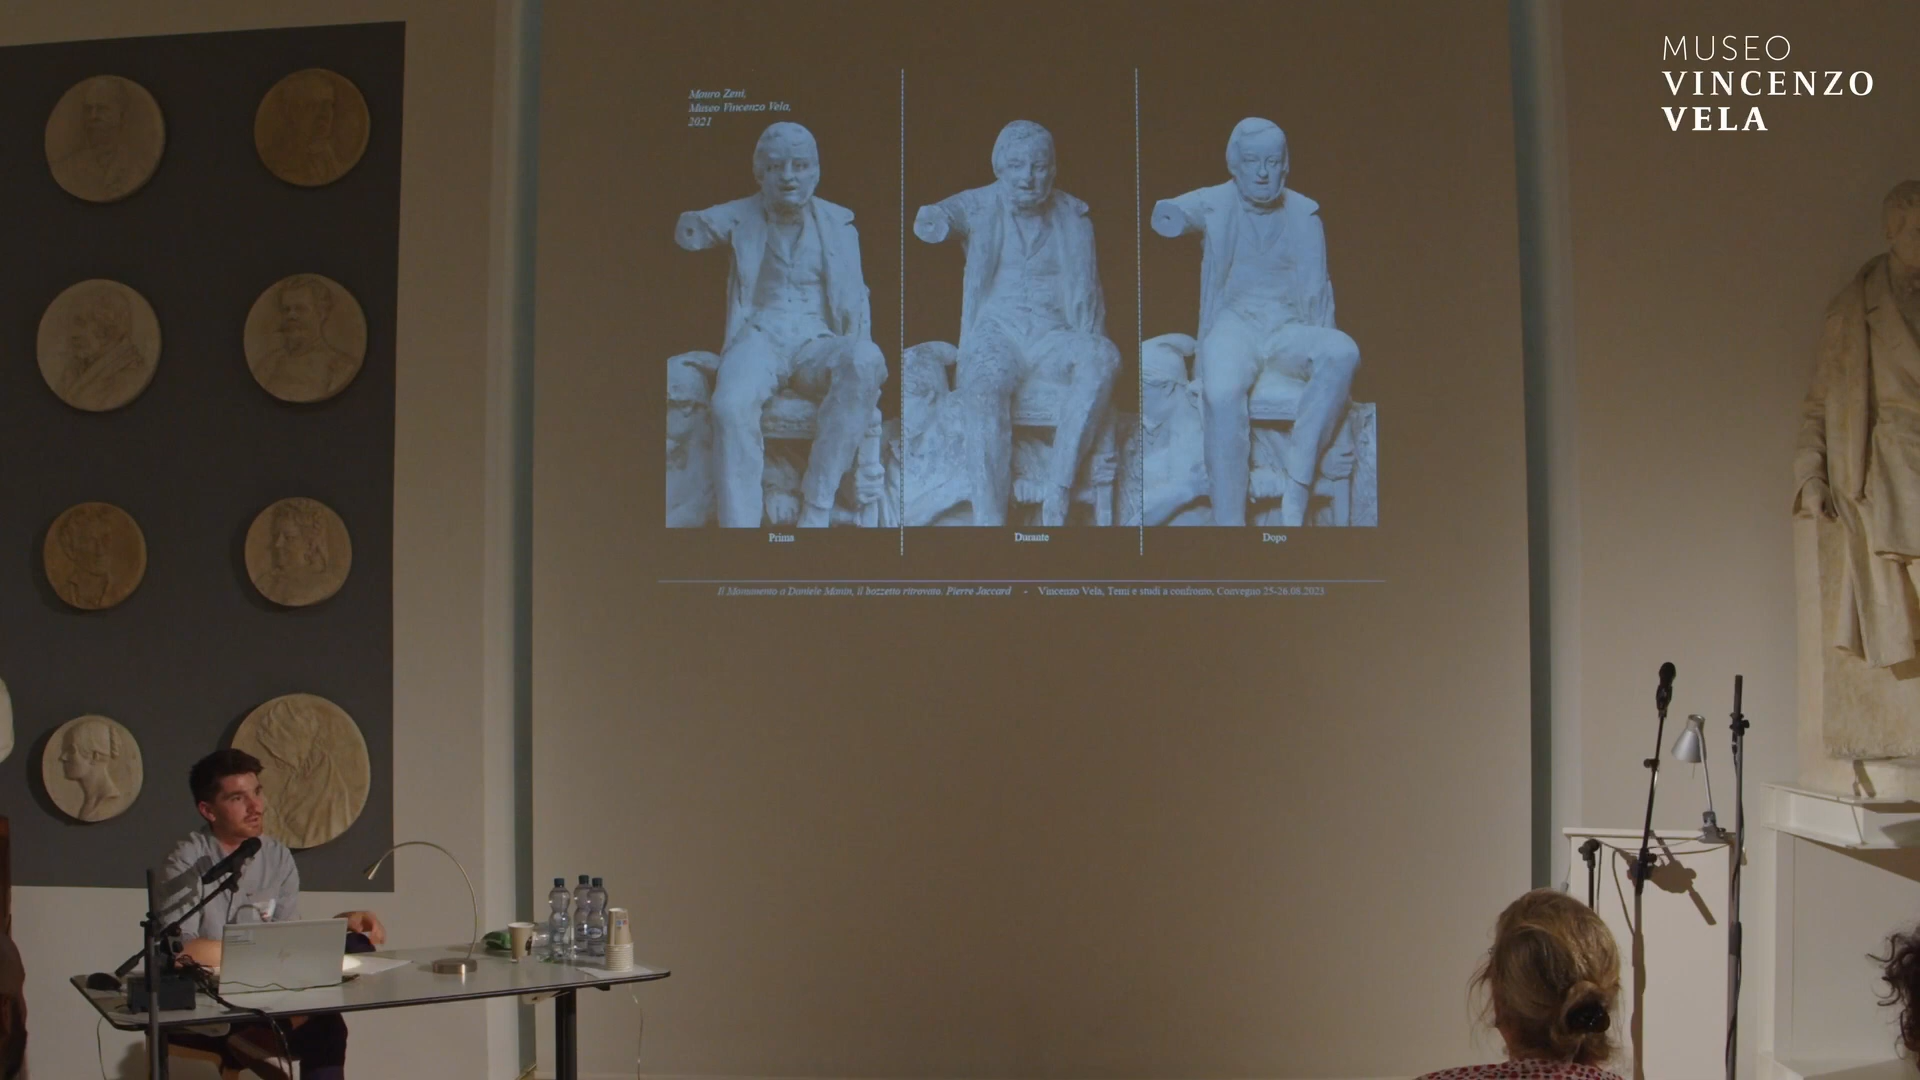 MUSEO
VINCENZO
VELA
Mauro Zeni,
Museo Vincenzo Vela,
2021
Prima
Durante
Dopo
Il Monumento a Daniele Manin, il bozzetto ritrovato. Pierre Jaccard - Vincenzo Vela, Temi e studi a confronto. Convegno 25-26.08.2023